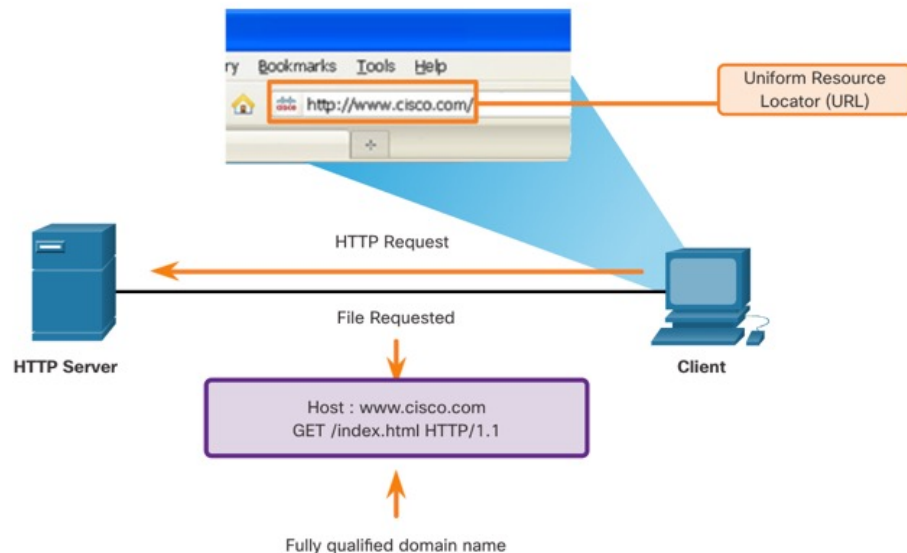 ry Bookmarks Tools Help
cisco http://www.cisco.com/
Uniform Resource
Locator (URL)
HTTP Request
File Requested
HTTP Server
Client
Host : www.cisco.com
GET /index.html HTTP/1.1
Fully qualified domain name